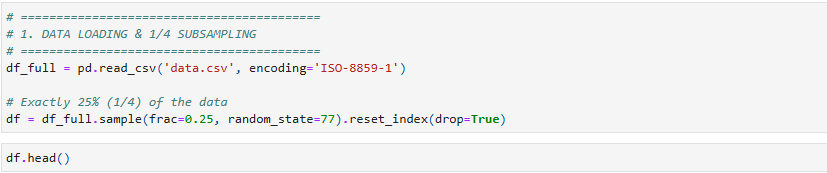 # ==========================================
# 1. DATA LOADING & 1/4 SUBSAMPLING
# ==========================================
df_full = pd.read_csv('data.csv', encoding='ISO-8859-1')
# Exactly 25% (1/4) of the data
df = df_full.sample(frac=0.25, random_state=77).reset_index(drop=True)
df.head()